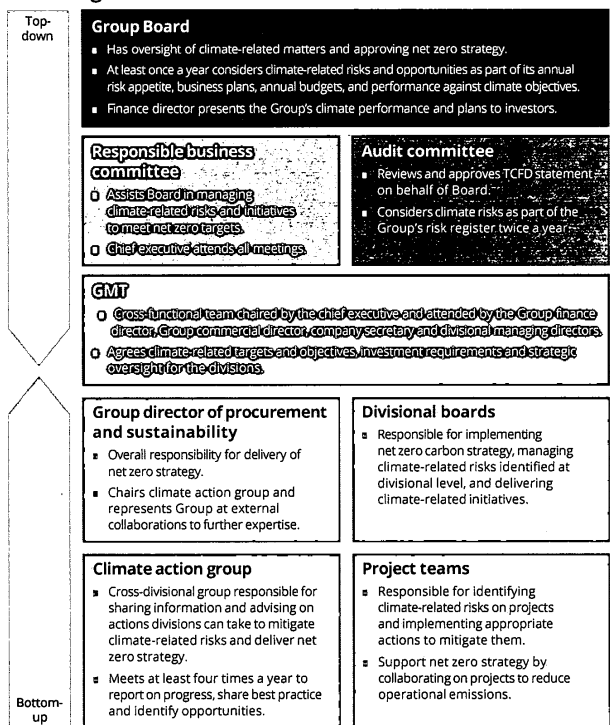 Top-
down
Group Board
▪ Has oversight of climate-related matters and approving net zero strategy.
▪ At least once a year considers climate-related risks and opportunities as part of its annual
risk appetite, business plans, annual budgets, and performance against climate objectives.
▪ Finance director presents the Group's climate performance and plans to investors.
Responsible business
committee
▪ Assists Board in managing
climate-related risks and initiatives
to meet net zero targets.
▪ Chief executive attends all meetings.
Audit committee
▪ Reviews and approves TCFD statement
on behalf of Board.
▪ Considers climate risks as part of the
Group's risk register twice a year
GMT
▪ Cross-functional team chaired by the chief executive and attended by the Group finance
director, Group commercial director, company secretary and divisional managing directors.
▪ Agrees climate-related targets and objectives, investment requirements and strategic
oversight for the divisions.
Group director of procurement
and sustainability
▪ Overall responsibility for delivery of
net zero strategy.
▪ Chairs climate action group and
represents Group at external
collaborations to further expertise.
Divisional boards
▪ Responsible for implementing
net zero carbon strategy, managing
climate-related risks identified at
divisional level, and delivering
climate-related initiatives.
Climate action group
▪ Cross-divisional group responsible for
sharing information and advising on
actions divisions can take to mitigate
climate-related risks and deliver net
zero strategy.
▪ Meets at least four times a year to
report on progress, share best practice
and identify opportunities.
Project teams
▪ Responsible for identifying
climate-related risks on projects
and implementing appropriate
actions to mitigate them.
▪ Support net zero strategy by
collaborating on projects to reduce
operational emissions.
Bottom-
up